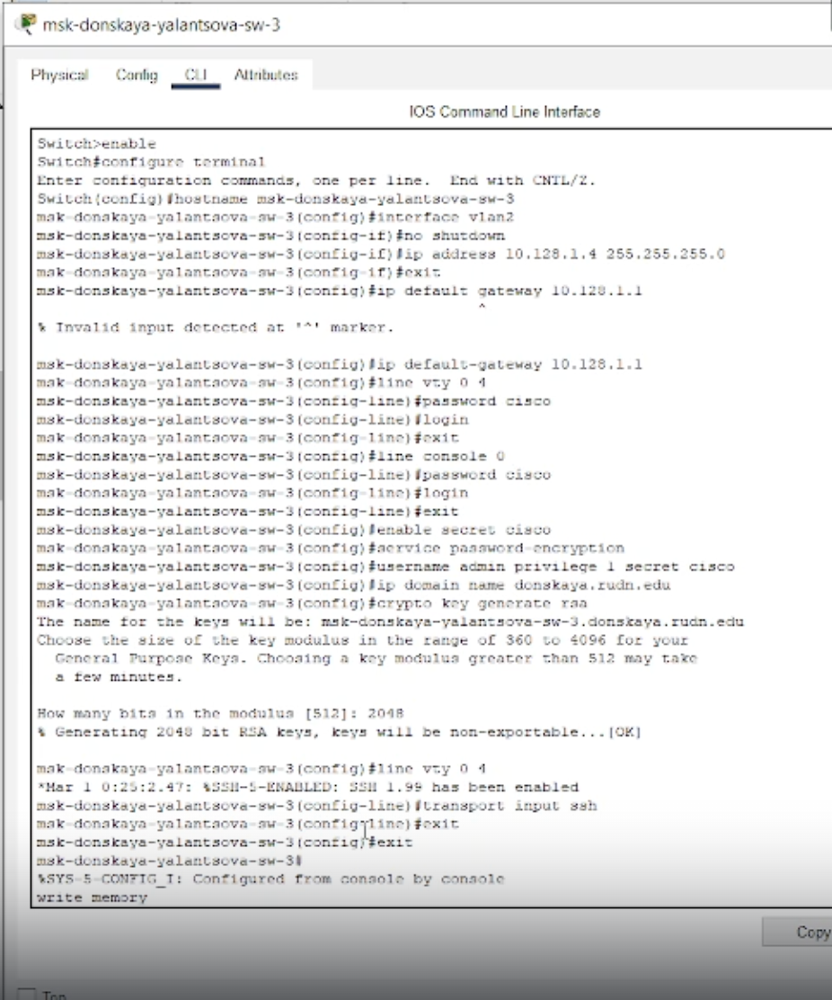 msk-donskaya-yalantsova-sw-3
Physical Config CLI Attributes
IOS Command Line Interface
Switch>enable
Switch#configure terminal
Enter configuration commands, one per line. End with CNTL/Z.
Switch(config)#hostname msk-donskaya-yalantsova-sw-3
msk-donskaya-yalantsova-sw-3(config)#interface vlan2
msk-donskaya-yalantsova-sw-3(config-if)#no shutdown
msk-donskaya-yalantsova-sw-3(config-if)#ip address 10.128.1.4 255.255.255.0
msk-donskaya-yalantsova-sw-3(config-if)#exit
msk-donskaya-yalantsova-sw-3(config)#ip default gateway 10.128.1.1
^
% Invalid input detected at '^' marker.
msk-donskaya-yalantsova-sw-3(config)#ip default-gateway 10.128.1.1
msk-donskaya-yalantsova-sw-3(config)#line vty 0 4
msk-donskaya-yalantsova-sw-3(config-line)#password cisco
msk-donskaya-yalantsova-sw-3(config-line)#login
msk-donskaya-yalantsova-sw-3(config-line)#exit
msk-donskaya-yalantsova-sw-3(config)#line console 0
msk-donskaya-yalantsova-sw-3(config-line)#password cisco
msk-donskaya-yalantsova-sw-3(config-line)#login
msk-donskaya-yalantsova-sw-3(config-line)#exit
msk-donskaya-yalantsova-sw-3(config)#enable secret cisco
msk-donskaya-yalantsova-sw-3(config)#service password-encryption
msk-donskaya-yalantsova-sw-3(config)#username admin privilege 1 secret cisco
msk-donskaya-yalantsova-sw-3(config)#ip domain name donskaya.rudn.edu
msk-donskaya-yalantsova-sw-3(config)#crypto key generate rsa
The name for the keys will be: msk-donskaya-yalantsova-sw-3.donskaya.rudn.edu
Choose the size of the key modulus in the range of 360 to 4096 for your
General Purpose Keys. Choosing a key modulus greater than 512 may take
a few minutes.
How many bits in the modulus [512]: 2048
% Generating 2048 bit RSA keys, keys will be non-exportable...[OK]
msk-donskaya-yalantsova-sw-3(config)#line vty 0 4
*Mar 1 0:25:2.47: %SSH-5-ENABLED: SSH 1.99 has been enabled
msk-donskaya-yalantsova-sw-3(config-line)#transport input ssh
msk-donskaya-yalantsova-sw-3(config-line)#exit
msk-donskaya-yalantsova-sw-3(config)#exit
msk-donskaya-yalantsova-sw-3#
%SYS-5-CONFIG_I: Configured from console by console
write memory
Copy
Top